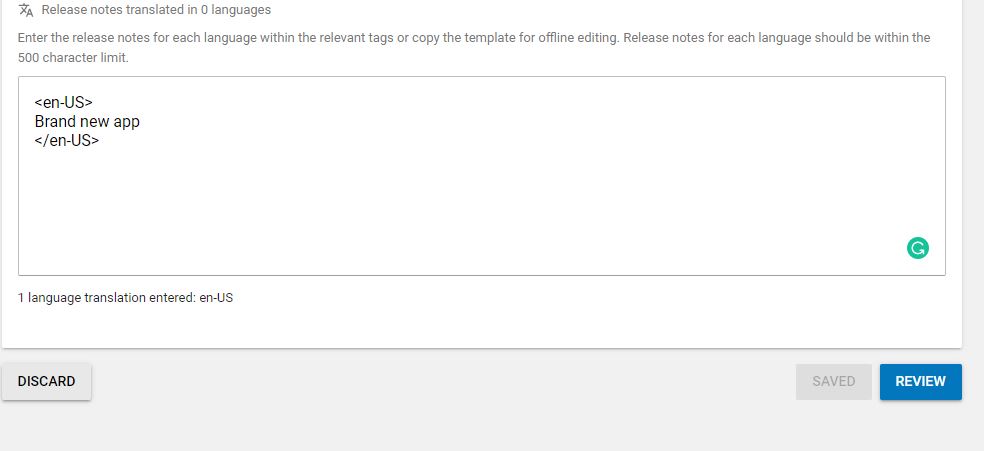 Release notes translated in 0 languages
Enter the release notes for each language within the relevant tags or copy the template for offline editing. Release notes for each language should be within the
500 character limit.
<en-US>
Brand new app
</en-US>
1 language translation entered: en-US
DISCARD
SAVED
REVIEW